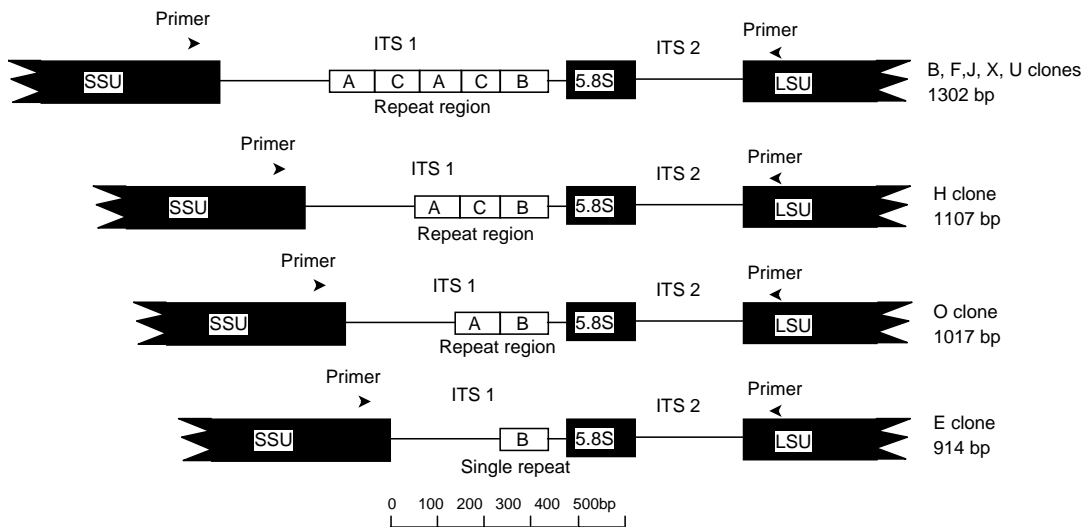 Primer
ITS 1
ITS 2
Primer
SSU
A C A C B
5.8S
LSU
B, F,J, X, U clones
1302 bp
Repeat region
Primer
ITS 1
ITS 2
Primer
SSU
A C B
5.8S
LSU
H clone
1107 bp
Repeat region
Primer
ITS 1
ITS 2
Primer
SSU
A B
5.8S
LSU
O clone
1017 bp
Repeat region
Primer
ITS 1
ITS 2
Primer
SSU
B
5.8S
LSU
E clone
914 bp
Single repeat
0 100 200 300 400 500bp